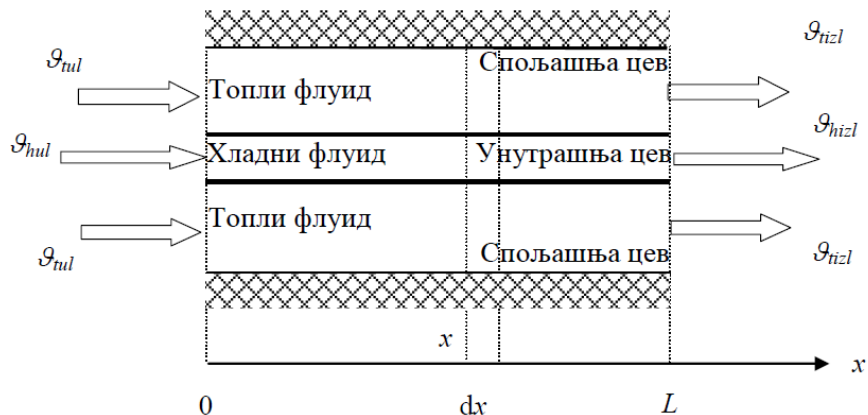 ϑtizl
ϑtul
Спољашња цев
Топли флуид
ϑhizl
ϑhul
Хладни флуид
Унутрашња цев
Топли флуид
ϑtul
Спољашња цев
ϑtizl
x
x
0
dx
L